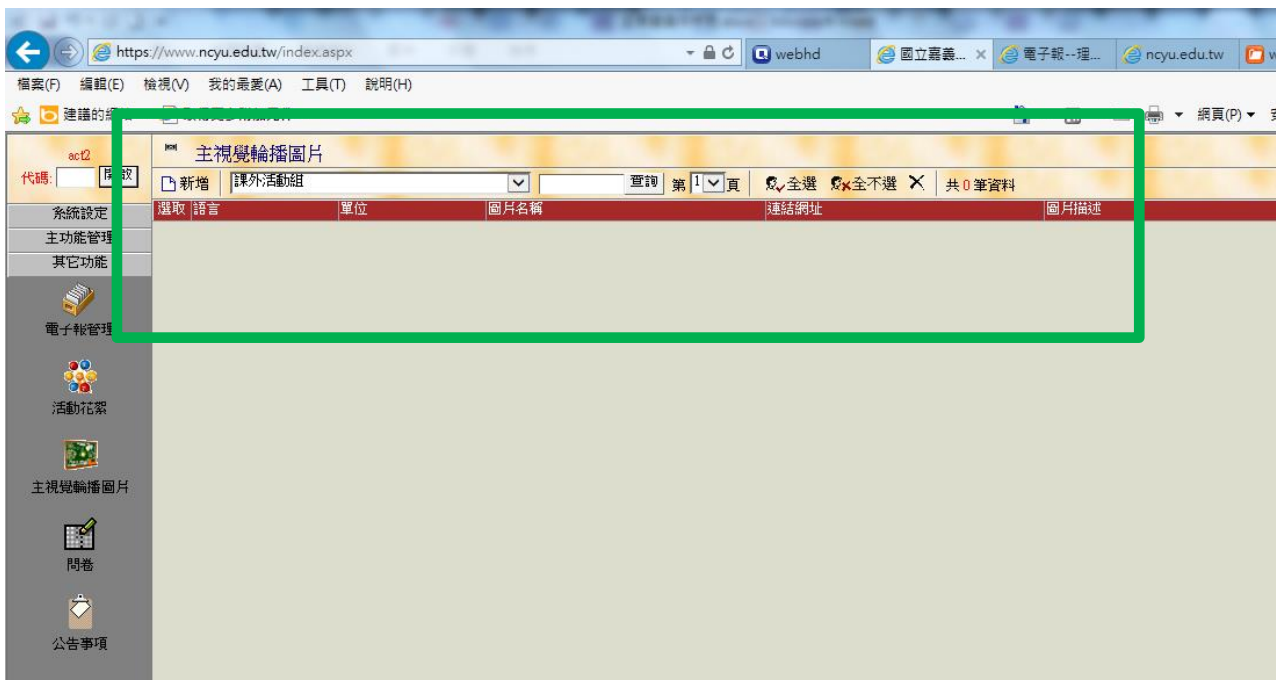 https://www.ncyu.edu.tw/index.aspx webhd 國立嘉義... 電子報--理... ncyu.edu.tw
檔案(F) 編輯(E) 檢視(V) 我的最愛(A) 工具(T) 說明(H)
建議的 網頁(P)
act2
代碼:
主視覺輪播圖片
新增 課外活動組 查詢 第 1 頁 全選 全不選 共 0 筆資料
選取 語言 單位 圖片名稱 連結網址 圖片描述
系統設定
主功能管理
其它功能
電子報管理
活動花絮
主視覺輪播圖片
問卷
公告事項